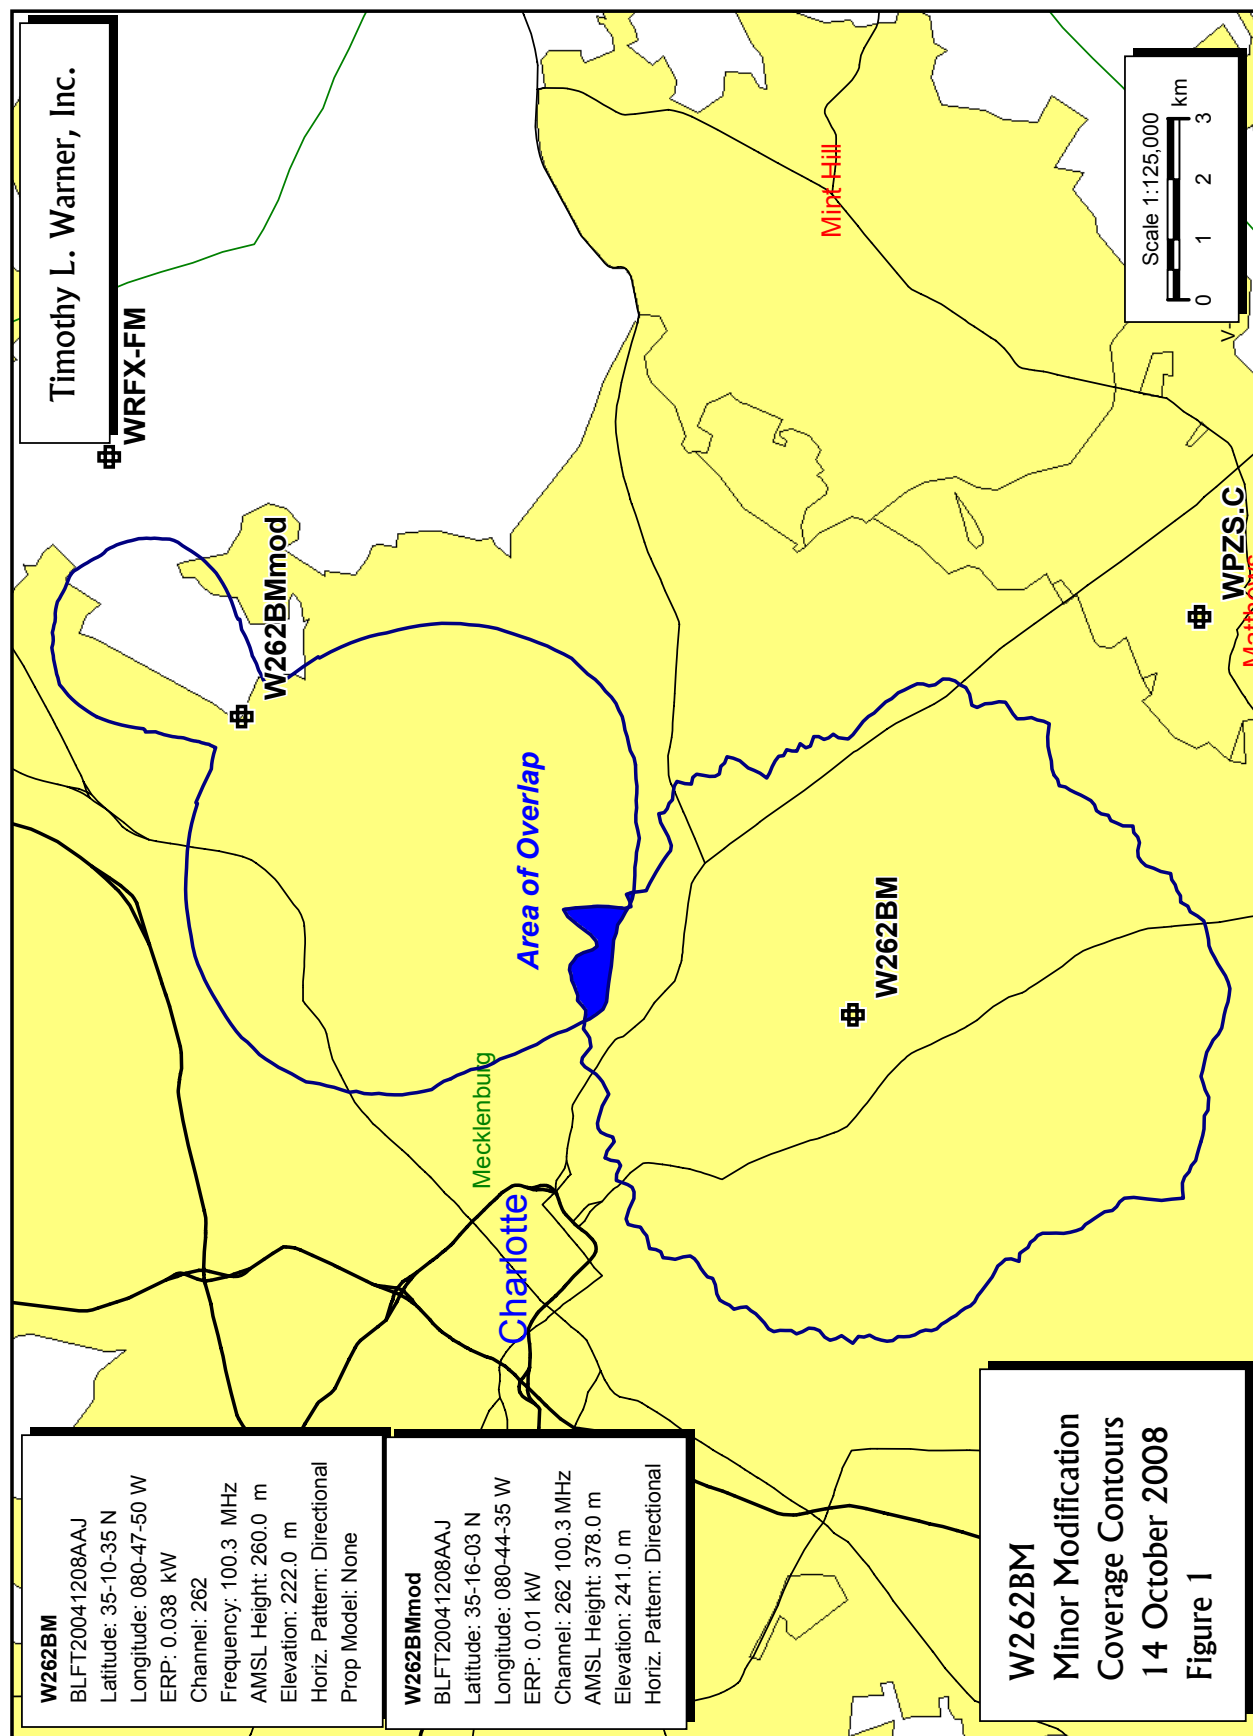 Timothy L. Warner, Inc.
WRFX-FM
W262BMmod
Mint Hill
Scale 1:125,000
km
0 1 2 3
V-
Area of Overlap
W262BM
WPZS.C
Matthews
Mecklenburg
Charlotte
W262BM
BLFT20041208AAJ
Latitude: 35-10-35 N
Longitude: 080-47-50 W
ERP: 0.038 kW
Channel: 262
Frequency: 100.3 MHz
AMSL Height: 260.0 m
Elevation: 222.0 m
Horiz. Pattern: Directional
Prop Model: None
W262BMmod
BLFT20041208AAJ
Latitude: 35-16-03 N
Longitude: 080-44-35 W
ERP: 0.01 kW
Channel: 262 100.3 MHz
AMSL Height: 378.0 m
Elevation: 241.0 m
Horiz. Pattern: Directional
W262BM
Minor Modification
Coverage Contours
14 October 2008
Figure 1